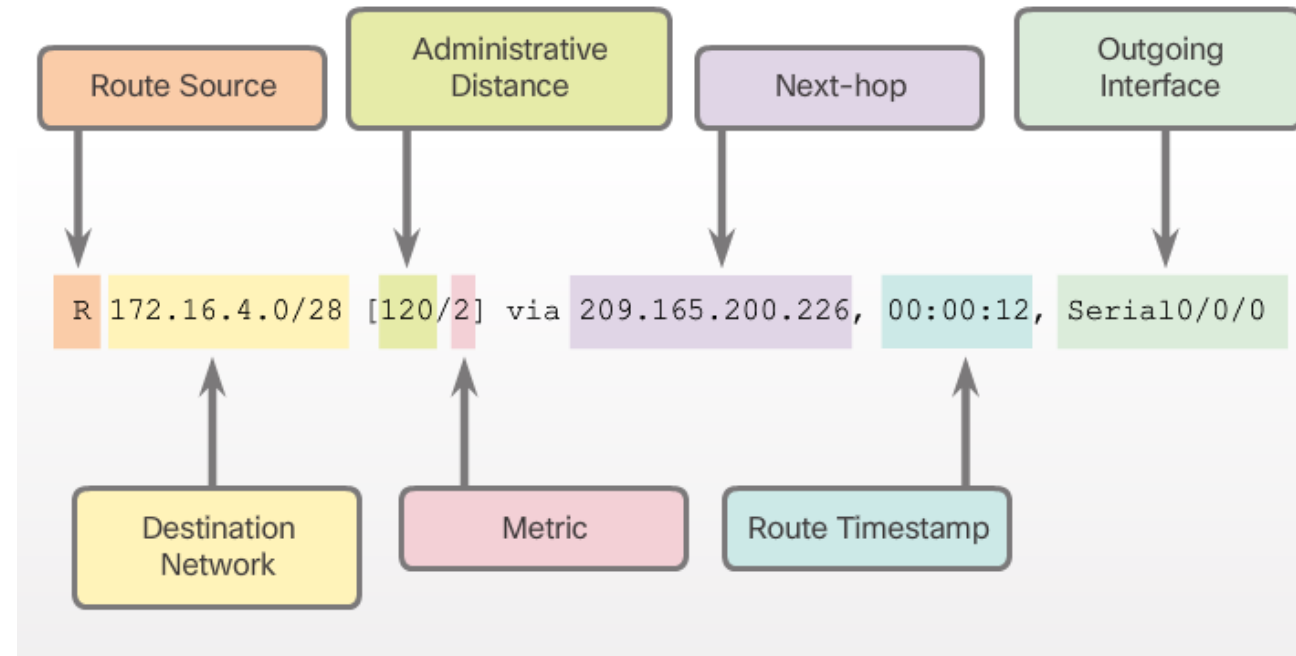 Route Source
Administrative
Distance
Next-hop
Outgoing
Interface
R 172.16.4.0/28 [120/2] via 209.165.200.226, 00:00:12, Serial0/0/0
Destination
Network
Metric
Route Timestamp